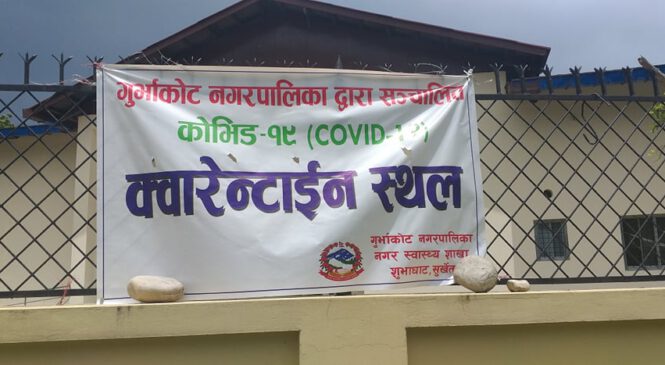 गुर्भाकोट नगरपालिका द्वारा सञ्चालित
कोभिड-१९ (COVID-19)
क्वारेन्टाईन स्थल
गुर्भाकोट नगरपालिका
नगर स्वास्थ्य शाखा
शुभाघाट, सुर्खेत